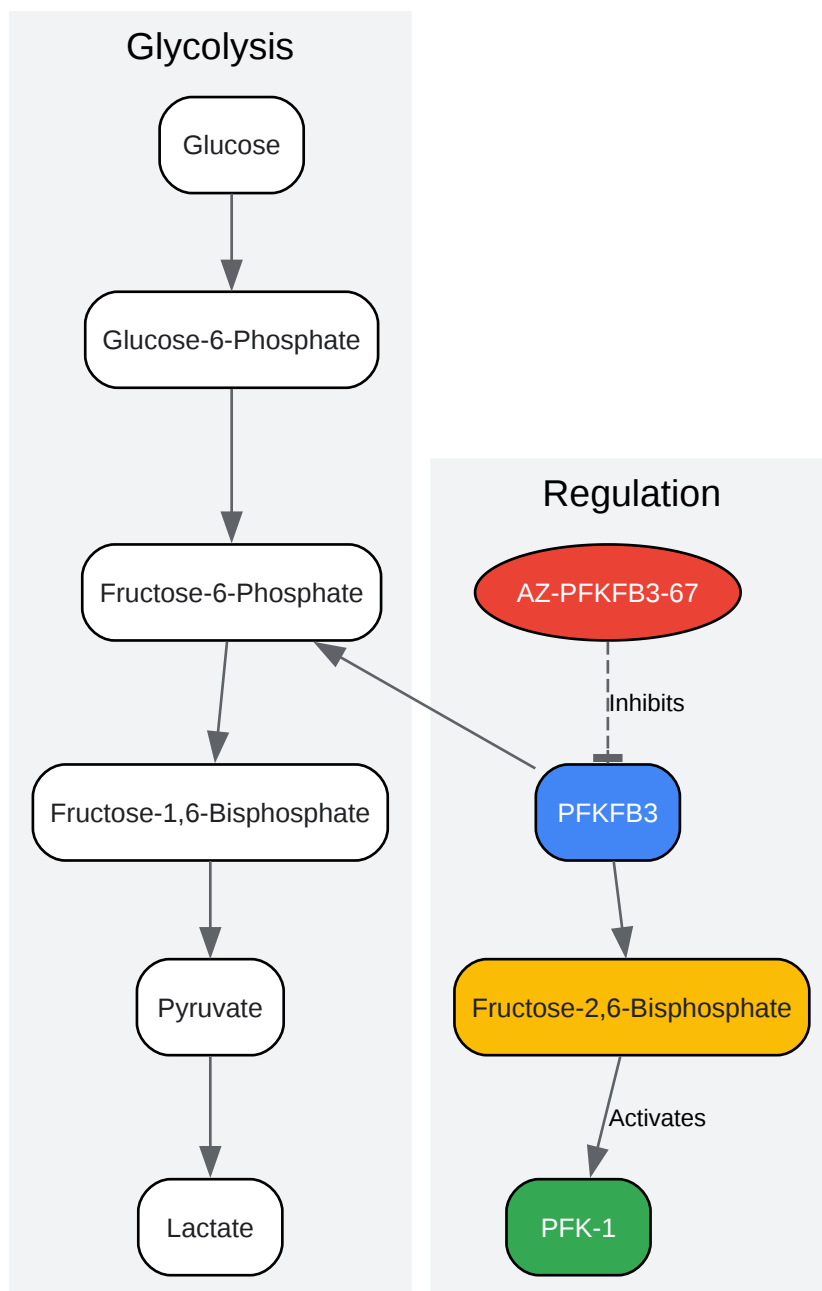 Glycolysis
Glucose
Glucose-6-Phosphate
Fructose-6-Phosphate
Fructose-1,6-Bisphosphate
Pyruvate
Lactate
Regulation
AZ-PFKFB3-67
Inhibits
PFKFB3
Fructose-2,6-Bisphosphate
Activates
PFK-1